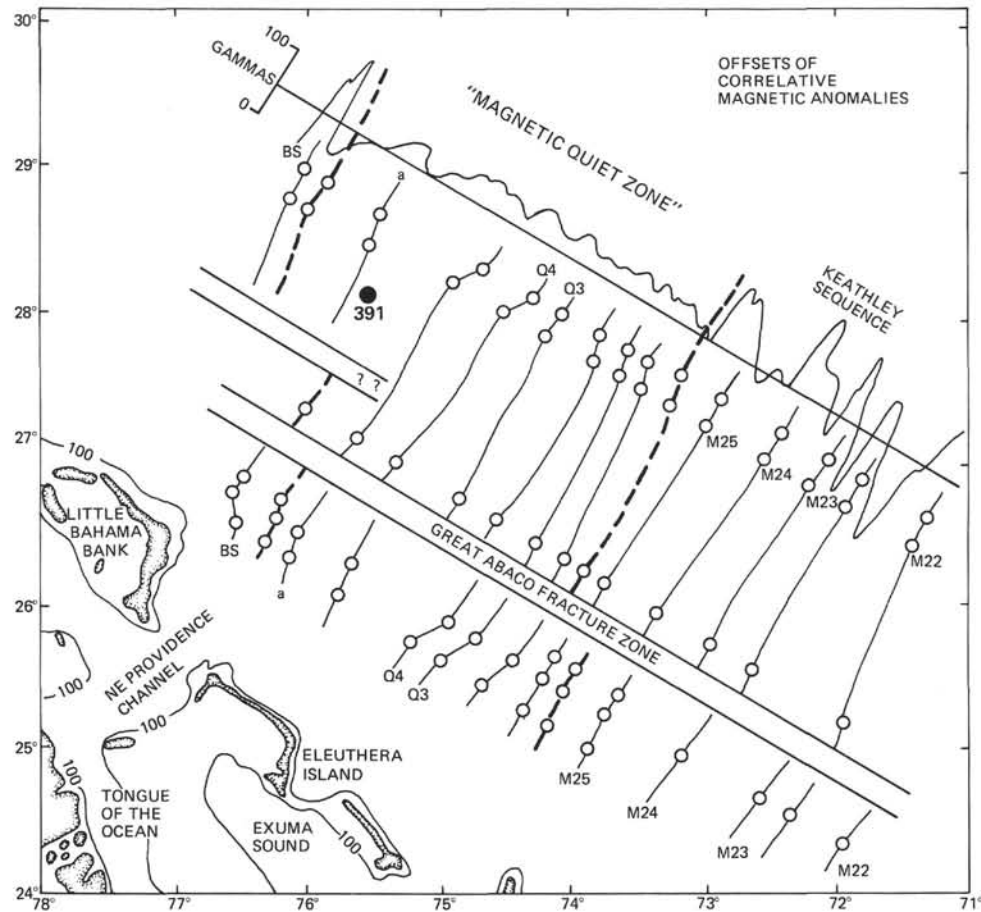 30°
29°
28°
27°
26°
25°
24°
78°
77°
76°
75°
74°
73°
72°
71°
OFFSETS OF
CORRELATIVE
MAGNETIC ANOMALIES
100
GAMMAS
0
"MAGNETIC QUIET ZONE"
KEATHLEY
SEQUENCE
BS
a
391
Q4
Q3
? ?
M25
M24
M23
M22
GREAT ABACO FRACTURE ZONE
100
LITTLE
BAHAMA
BANK
BS
a
Q4
Q3
M25
M24
M23
M22
100
NE PROVIDENCE
CHANNEL
100
100
TONGUE
OF THE
OCEAN
ELEUTHERA
ISLAND
EXUMA
SOUND
100